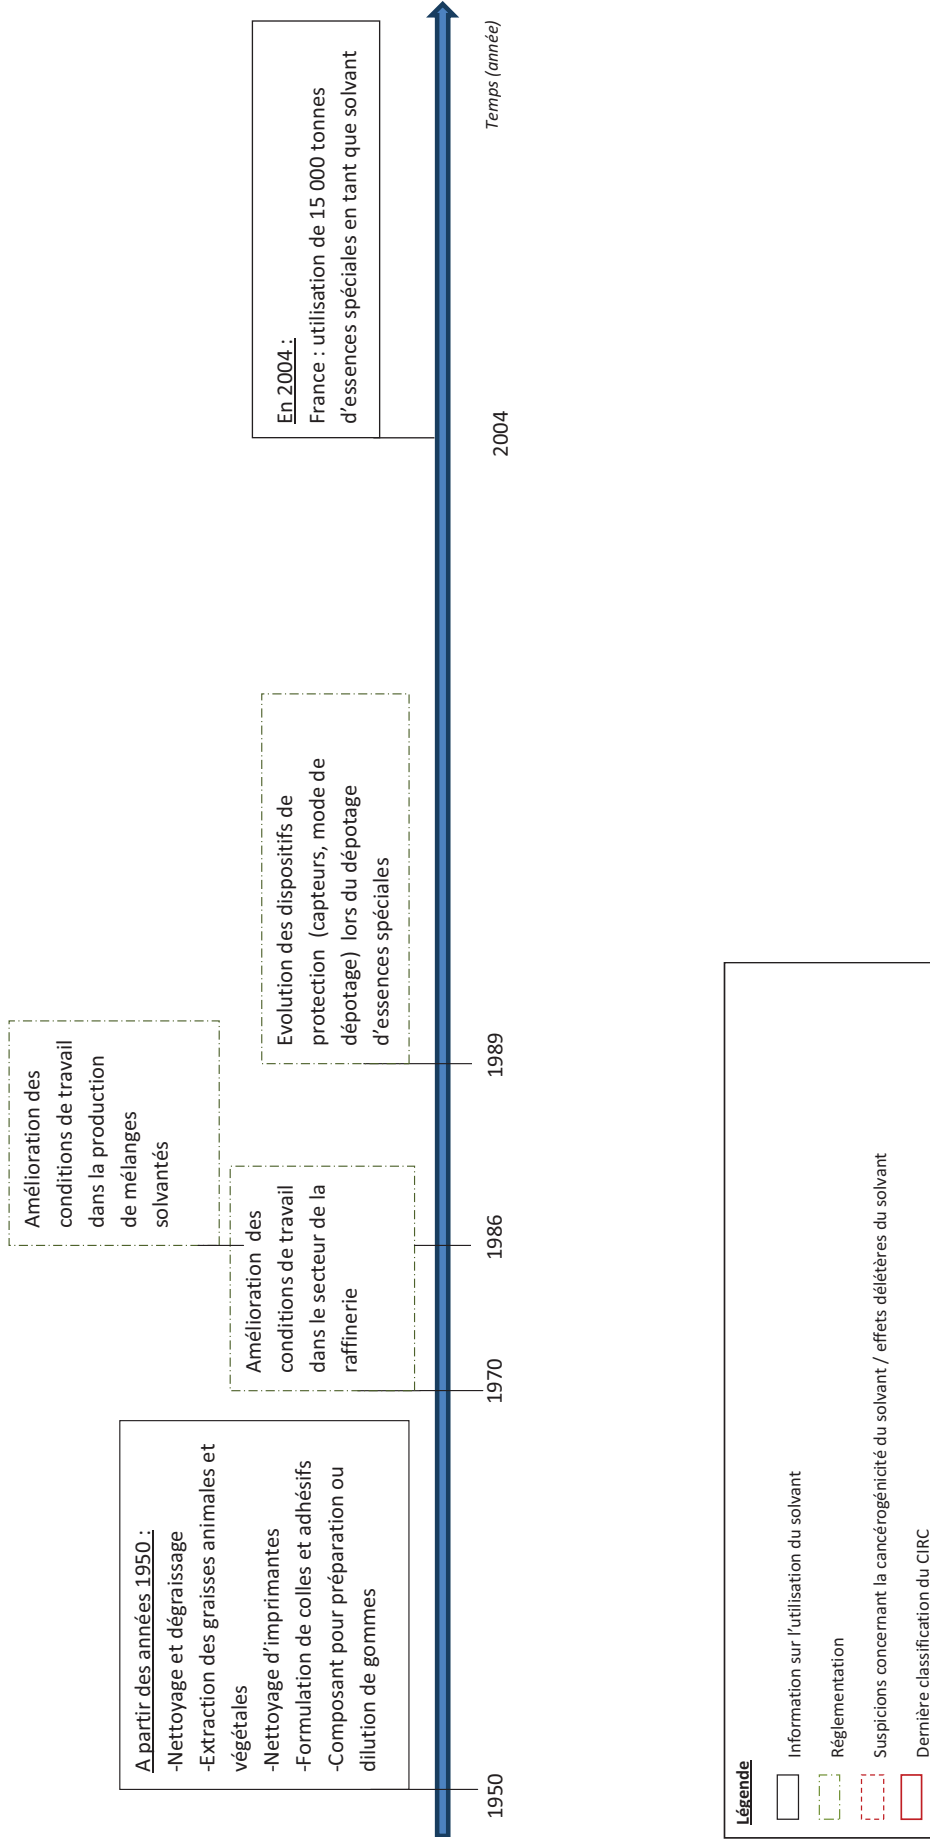 A partir des années 1950 :
-Nettoyage et dégraissage
-Extraction des graisses animales et
végétales
-Nettoyage d'imprimantes
-Formulation de colles et adhésifs
-Composant pour préparation ou
dilution de gommes
Amélioration des
conditions de travail
dans le secteur de la
raffinerie
Amélioration des
conditions de travail
dans la production
de mélanges
solvantés
Evolution des dispositifs de
protection (capteurs, mode de
dépotage) lors du dépotage
d'essences spéciales
En 2004 :
France : utilisation de 15 000 tonnes
d'essences spéciales en tant que solvant
1950
1970
1986
1989
2004
Temps (année)
Légende
Information sur l'utilisation du solvant
Réglementation
Suspicions concernant la cancérogénicité du solvant / effets délétères du solvant
Dernière classification du CIRC